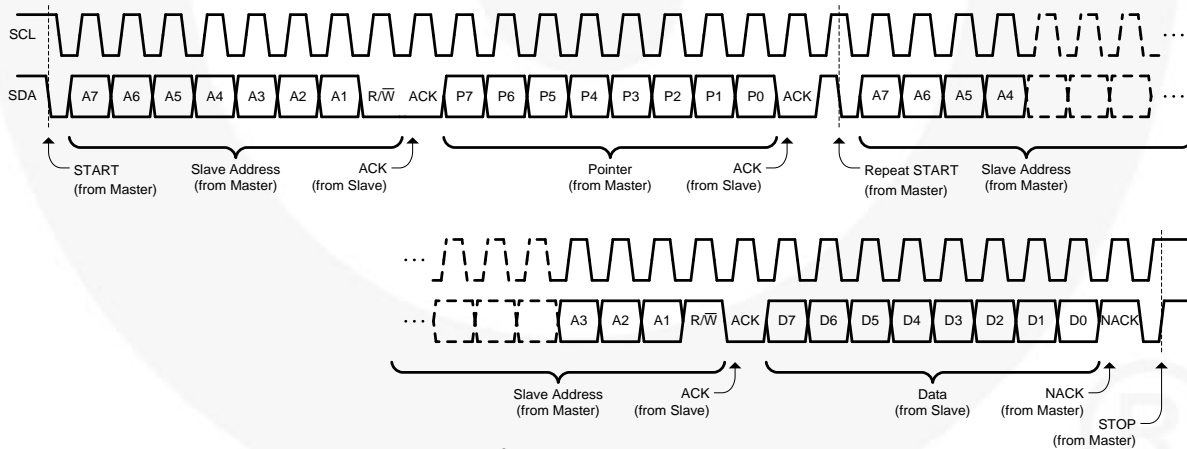 SCL
...
SDA A7 A6 A5 A4 A3 A2 A1 R/W̅ ACK P7 P6 P5 P4 P3 P2 P1 P0 ACK A7 A6 A5 A4 ...
START
(from Master)
Slave Address
(from Master)
ACK
(from Slave)
Pointer
(from Master)
ACK
(from Slave)
Repeat START
(from Master)
Slave Address
(from Master)
...
... A3 A2 A1 R/W̅ ACK D7 D6 D5 D4 D3 D2 D1 D0 NACK
Slave Address
(from Master)
ACK
(from Slave)
Data
(from Slave)
NACK
(from Master)
STOP
(from Master)
®